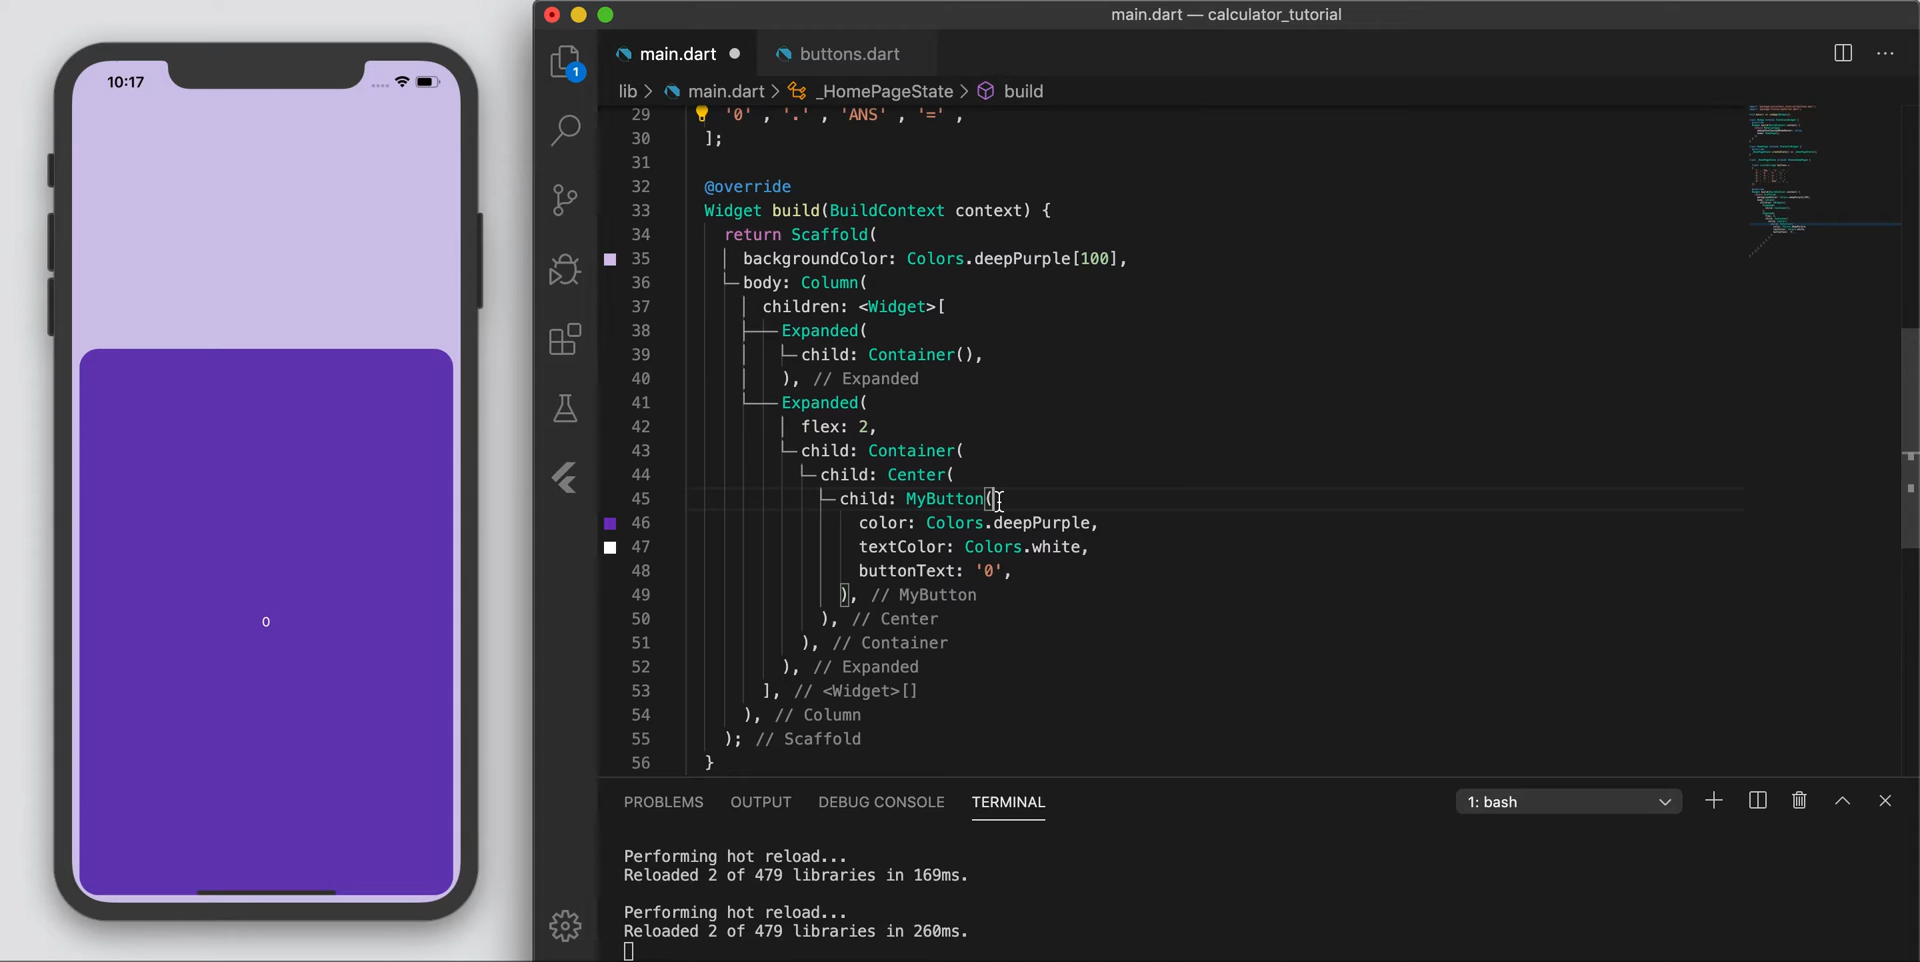 main.dart — calculator_tutorial
10:17
1
main.dart
buttons.dart
lib > main.dart > _HomePageState > build
29 '0' , '.' , 'ANS' , '=' ,
30 ];
31
32 @override
33 Widget build(BuildContext context) {
34 return Scaffold(
35 backgroundColor: Colors.deepPurple[100],
36 body: Column(
37 children: <Widget>[
38 Expanded(
39 child: Container(),
40 ), // Expanded
41 Expanded(
42 flex: 2,
43 child: Container(
44 child: Center(
45 child: MyButton(
46 color: Colors.deepPurple,
47 textColor: Colors.white,
48 buttonText: '0',
49 ), // MyButton
50 ), // Center
51 ), // Container
52 ), // Expanded
53 ], // <Widget>[]
54 ), // Column
55 ); // Scaffold
56 }
0
PROBLEMS OUTPUT DEBUG CONSOLE TERMINAL 1: bash
Performing hot reload...
Reloaded 2 of 479 libraries in 169ms.
Performing hot reload...
Reloaded 2 of 479 libraries in 260ms.